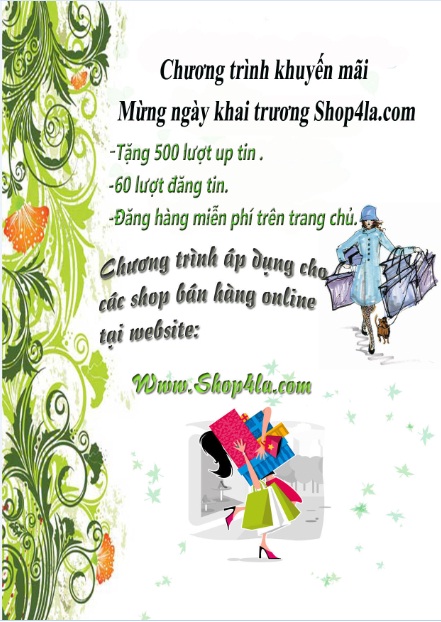 Chương trình khuyến mãi
Mừng ngày khai trương Shop4la.com
-Tặng 500 lượt up tin .
-60 lượt đăng tin.
-Đăng hàng miễn phí trên trang chủ.
Chương trình áp dụng cho
các shop bán hàng online
tại website:
Www.Shop4la.com